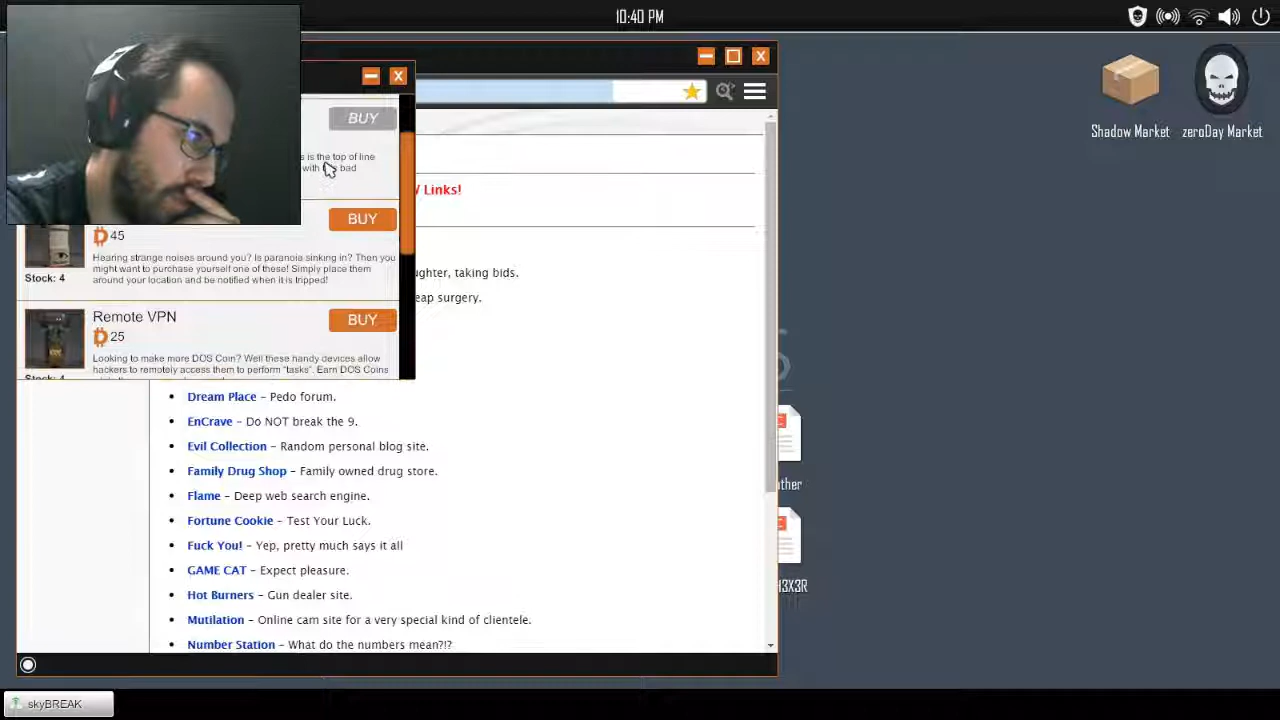 10:40 PM
Shadow Market
zeroDay Market
BUY
s is the top of line
with
bad
Links!
BUY
45
Hearing strange noises around you? Is paranoia sinking in? Then you
might want to purchase yourself one of these! Simply place them
around your location and be notified when it is tripped!
Stock: 4
ughter, taking bids.
eap surgery.
Remote VPN
BUY
25
Looking to make more DOS Coin? Well these handy devices allow
hackers to remotely access them to perform "tasks". Earn DOS Coins
Stock: 4
Dream Place - Pedo forum.
EnCrave - Do NOT break the 9.
Evil Collection - Random personal blog site.
Family Drug Shop - Family owned drug store.
Flame - Deep web search engine.
Fortune Cookie - Test Your Luck.
Fuck You! - Yep, pretty much says it all
GAME CAT - Expect pleasure.
Hot Burners - Gun dealer site.
Mutilation - Online cam site for a very special kind of clientele.
Number Station - What do the numbers mean?!?
ther
H3X3R
skyBREAK